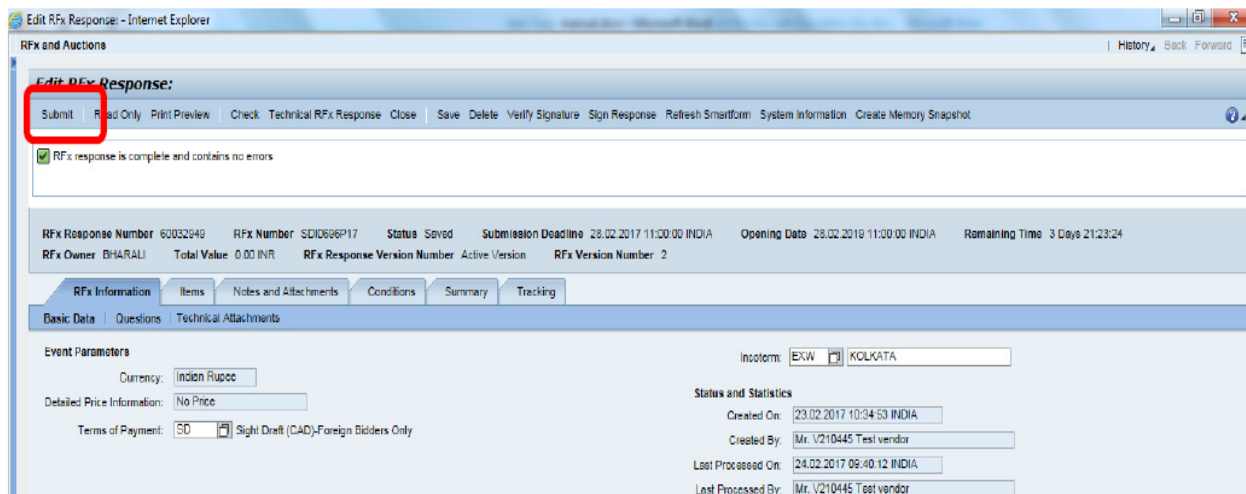 Edit RFx Response: - Internet Explorer
RFx and Auctions
History Back Forward
Edit RFx Response:
Submit Read Only Print Preview Check Technical RFx Response Close Save Delete Verify Signature Sign Response Refresh Smartform System Information Create Memory Snapshot
RFx response is complete and contains no errors
RFx Response Number 60032949 RFx Number SDI0696P17 Status Saved Submission Deadline 28.02.2017 11:00:00 INDIA Opening Date 28.02.2019 11:00:00 INDIA Remaining Time 3 Days 21:23:24
RFx Owner BHARALI Total Value 0.00 INR RFx Response Version Number Active Version RFx Version Number 2
RFx Information Items Notes and Attachments Conditions Summary Tracking
Basic Data Questions Technical Attachments
Event Parameters
Incoterm: EXW KOLKATA
Currency: Indian Rupee
Status and Statistics
Detailed Price Information: No Price
Created On: 23.02.2017 10:34:53 INDIA
Terms of Payment: SD Sight Draft (CAD)-Foreign Bidders Only
Created By: Mr. V210445 Test vendor
Last Processed On: 24.02.2017 09:40:12 INDIA
Last Processed By: Mr. V210445 Test vendor